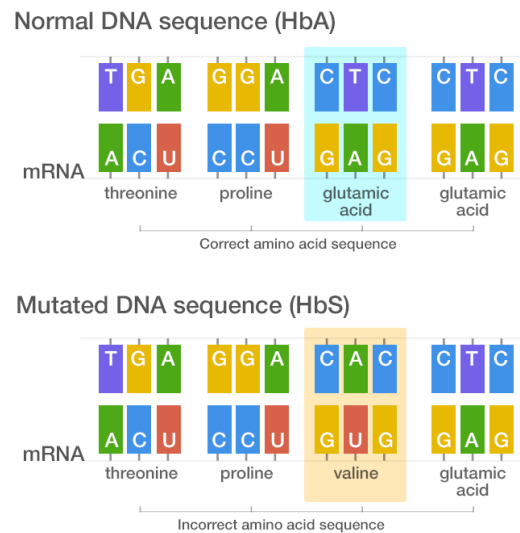 Normal DNA sequence (HbA)
T G A G G A C T C C T C
mRNA A C U C C U G A G G A G
threonine proline glutamic acid glutamic acid
Correct amino acid sequence
Mutated DNA sequence (HbS)
T G A G G A C A C C T C
mRNA A C U C C U G U G G A G
threonine proline valine glutamic acid
Incorrect amino acid sequence